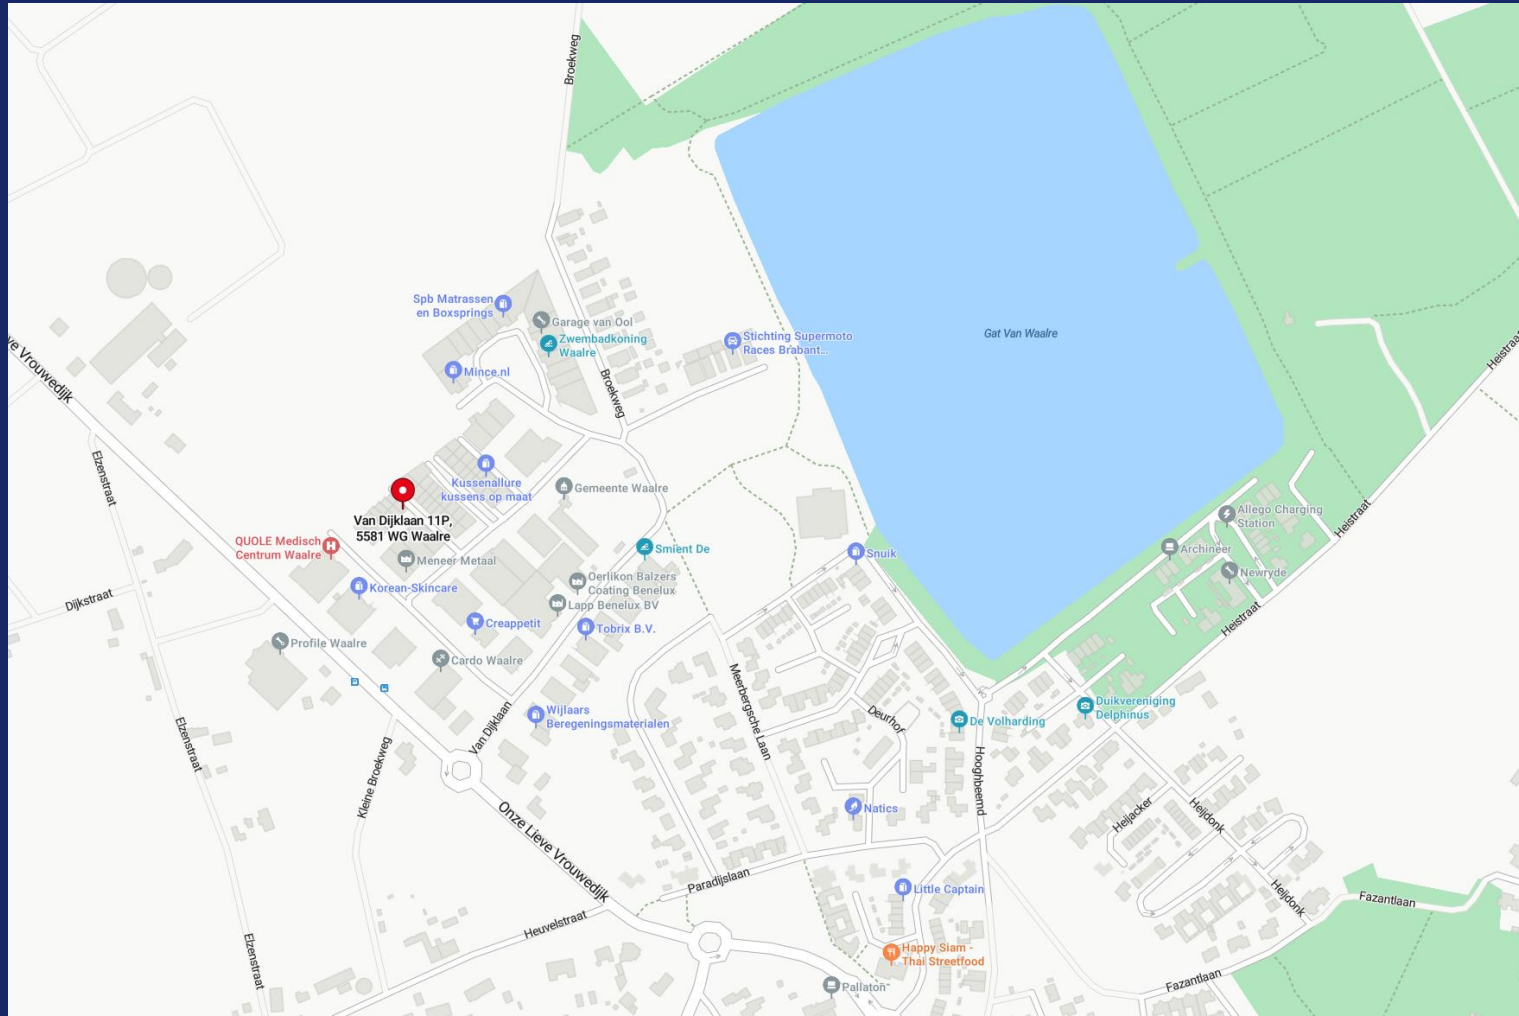 Broekweg
Gat Van Waalre
Spb Matrassen
en Boxsprings
Garage van Ool
Zwembadkoning
Waalre
Stichting Supermoto
Races Brabant...
Mince.nl
Broekweg
Heistraat
Elzenstraat
Kussenallure
kussens op maat
Gemeente Waalre
Van Dijklaan 11P,
5581 WG Waalre
Allego Charging
Station
Heistraat
QUOLE Medisch
Centrum Waalre
Meneer Metaal
Smient De
Snuik
Archineer
Newryde
Korean-Skincare
Oerlikon Balzers
Coating Benelux
Lapp Benelux BV
Dijkstraat
Creappetit
Tobrix B.V.
Heistraat
Profile Waalre
Cardo Waalre
Meerbergsche Laan
Elzenstraat
Van Dijklaan
Wijlaars
Beregeningsmaterialen
Deurhof
De Volharding
Duikvereniging
Delphinus
Kleine Broekweg
Hooghbeemd
Onze Lieve Vrouwedijk
Natics
Heijacker
Heijdonk
Paradijslaan
Little Captain
Heijdonk
Fazantlaan
Heuvelstraat
Elzenstraat
Happy Siam -
Thai Streetfood
Pallaton
Fazantlaan